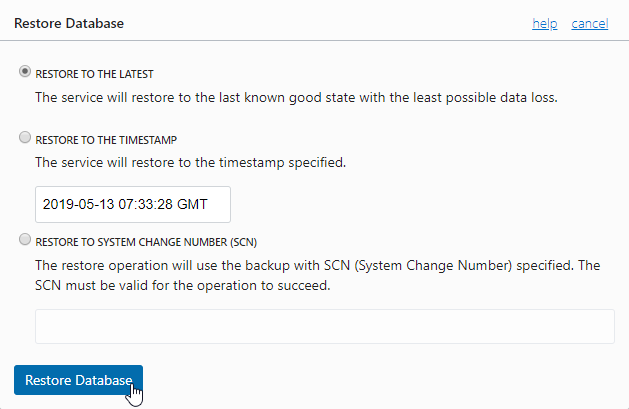 Restore Database
help cancel
RESTORE TO THE LATEST
The service will restore to the last known good state with the least possible data loss.
RESTORE TO THE TIMESTAMP
The service will restore to the timestamp specified.
2019-05-13 07:33:28 GMT
RESTORE TO SYSTEM CHANGE NUMBER (SCN)
The restore operation will use the backup with SCN (System Change Number) specified. The
SCN must be valid for the operation to succeed.
Restore Database